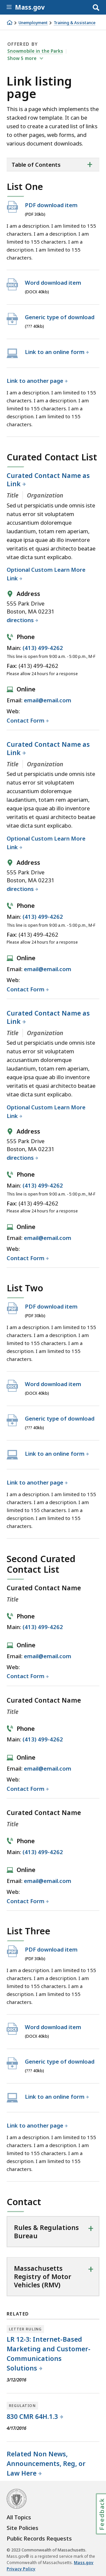 Mass.gov
Unemployment > Training & Assistance
OFFERED BY
Snowmobile in the Parks
Show 5 more
Link listing
page
This is a page where you
organize and describe links
to other pages. It can be
used to create a curated list
of links you select from
webpages, online forms,
and various documents.
Table of Contents
List One
PDF download item
(PDF 30kb)
I am a description. I am limited to 155
characters. I am a description. I am
limited to 155 characters. I am a
description. I am limited to 155
characters.
Word download item
(DOCX 40kb)
Generic type of download
(??? 40kb)
Link to an online form
Link to another page
I am a description. I am limited to 155
characters. I am a description. I am
limited to 155 characters. I am a
description. I am limited to 155
characters.
Curated Contact List
Curated Contact Name as
Link
Title Organization
Sed ut perspiciatis unde omnis iste
natus error sit voluptatem
accusantium doloremque
laudantium, totam rem aperiam,
eaque ipsa quae ab illo inventore
veritatis et quasi architecto beatae
vitae dicta explicabo.
Optional Custom Learn More
Link
Address
555 Park Drive
Boston, MA 02231
directions
Phone
Main: (413) 499-4262
This line is open from 9:00 a.m. - 5:00 p.m., M-F
Fax: (413) 499-4262
Please allow 24 hours for a response
Online
Email: email@email.com
Web:
Contact Form
Curated Contact Name as
Link
Title Organization
Sed ut perspiciatis unde omnis iste
natus error sit voluptatem
accusantium doloremque
laudantium, totam rem aperiam,
eaque ipsa quae ab illo inventore
veritatis et quasi architecto beatae
vitae dicta explicabo.
Optional Custom Learn More
Link
Address
555 Park Drive
Boston, MA 02231
directions
Phone
Main: (413) 499-4262
This line is open from 9:00 a.m. - 5:00 p.m., M-F
Fax: (413) 499-4262
Please allow 24 hours for a response
Online
Email: email@email.com
Web:
Contact Form
Curated Contact Name as
Link
Title Organization
Sed ut perspiciatis unde omnis iste
natus error sit voluptatem
accusantium doloremque
laudantium, totam rem aperiam,
eaque ipsa quae ab illo inventore
veritatis et quasi architecto beatae
vitae dicta explicabo.
Optional Custom Learn More
Link
Address
555 Park Drive
Boston, MA 02231
directions
Phone
Main: (413) 499-4262
This line is open from 9:00 a.m. - 5:00 p.m., M-F
Fax: (413) 499-4262
Please allow 24 hours for a response
Online
Email: email@email.com
Web:
Contact Form
List Two
PDF download item
(PDF 30kb)
I am a description. I am limited to 155
characters. I am a description. I am
limited to 155 characters. I am a
description. I am limited to 155
characters.
Word download item
(DOCX 40kb)
Generic type of download
(??? 40kb)
Link to an online form
Link to another page
I am a description. I am limited to 155
characters. I am a description. I am
limited to 155 characters. I am a
description. I am limited to 155
characters.
Second Curated
Contact List
Curated Contact Name
Title
Phone
Main: (413) 499-4262
Online
Email: email@email.com
Web:
Contact Form
Curated Contact Name
Title
Phone
Main: (413) 499-4262
Online
Email: email@email.com
Web:
Contact Form
Curated Contact Name
Title
Phone
Main: (413) 499-4262
Online
Email: email@email.com
Web:
Contact Form
List Three
PDF download item
(PDF 30kb)
I am a description. I am limited to 155
characters. I am a description. I am
limited to 155 characters. I am a
description. I am limited to 155
characters.
Word download item
(DOCX 40kb)
Generic type of download
(??? 40kb)
Link to an online form
Link to another page
I am a description. I am limited to 155
characters. I am a description. I am
limited to 155 characters. I am a
description. I am limited to 155
characters.
Contact
Rules & Regulations
Bureau
Massachusetts
Registry of Motor
Vehicles (RMV)
RELATED
LETTER RULING
LR 12-3: Internet-Based
Marketing and Customer-
Communications
Solutions
3/12/2016
REGULATION
830 CMR 64H.1.3
4/17/2016
Related Non News,
Announcements, Reg, or
Law Here
Feedback
All Topics
Site Policies
Public Records Requests
© 2018 Commonwealth of Massachusetts.
Mass.Gov® is a registered service mark of the
Commonwealth of Massachusetts. Mass.gov
Privacy Policy